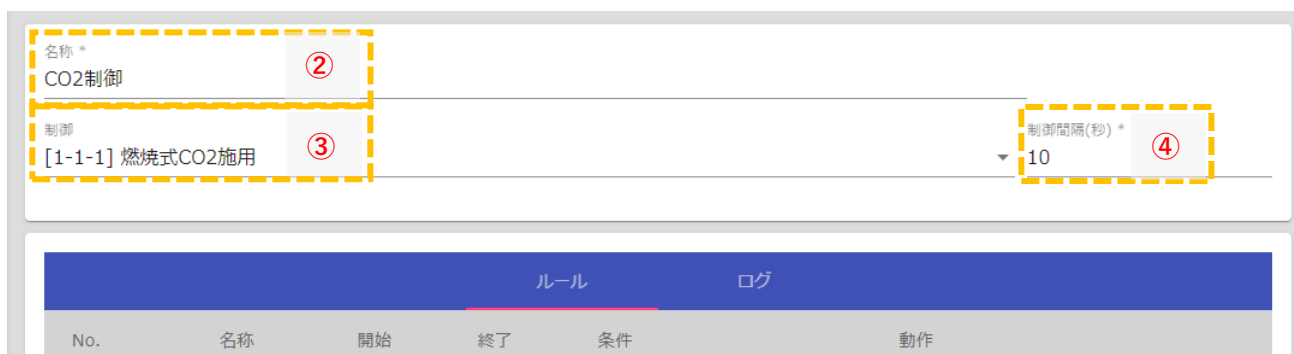 名称 *
CO2制御 ②
制御
[1-1-1] 燃焼式CO2施用 ③
制御間隔(秒) *
10 ④
ルール ログ
No. 名称 開始 終了 条件 動作